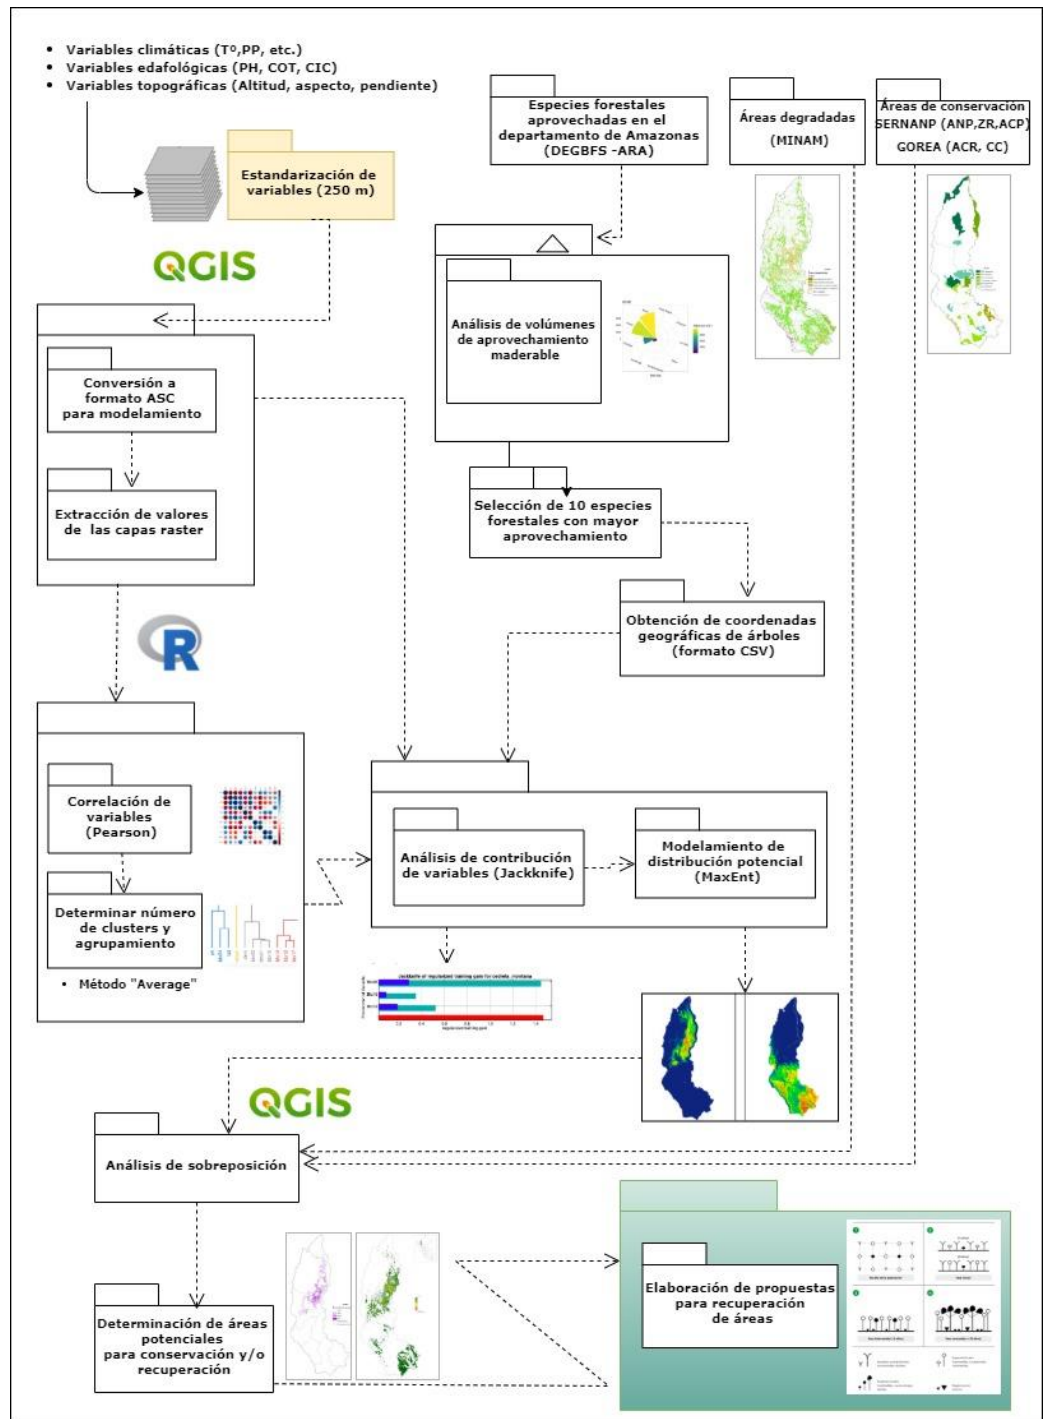 • Variables climáticas (Tº,PP, etc.)
• Variables edafológicas (PH, COT, CIC)
• Variables topográficas (Altitud, aspecto, pendiente)
Estandarización de
variables (250 m)
Especies forestales
aprovechadas en el
departamento de Amazonas
(DEGBFS -ARA)
Áreas degradadas
(MINAM)
Áreas de conservación
SERNANP (ANP,ZR,ACP)
GOREA (ACR, CC)
QGIS
Análisis de volúmenes
de aprovechamiento
maderable
Conversión a
formato ASC
para modelamiento
Extracción de valores
de las capas raster
Selección de 10 especies
forestales con mayor
aprovechamiento
Obtención de coordenadas
geográficas de árboles
(formato CSV)
R
Correlación de
variables
(Pearson)
Determinar número
de clusters y
agrupamiento
• Método "Average"
Análisis de contribución
de variables (Jackknife)
Modelamiento de
distribución potencial
(MaxEnt)
QGIS
Análisis de sobreposición
Determinación de áreas
potenciales
para conservación y/o
recuperación
Elaboración de propuestas
para recuperación
de áreas